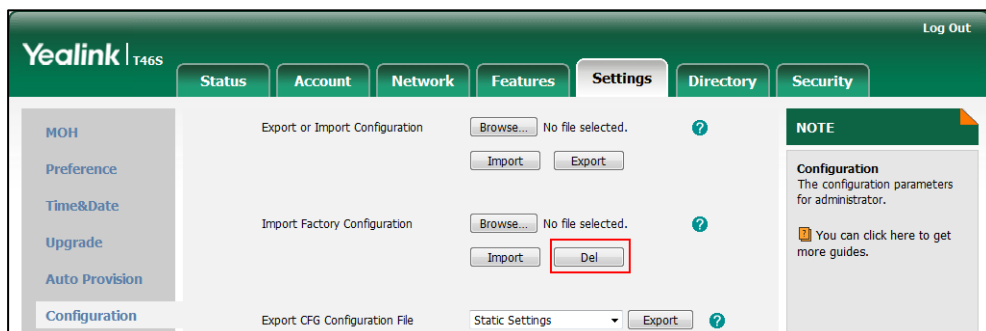 Log Out
Yealink | T46S
Status Account Network Features Settings Directory Security
MOH
Preference
Time&Date
Upgrade
Auto Provision
Configuration
Export or Import Configuration Browse... No file selected. ?
Import Export
Import Factory Configuration Browse... No file selected. ?
Import Del
Export CFG Configuration File Static Settings Export ?
NOTE
Configuration
The configuration parameters
for administrator.
? You can click here to get
more guides.